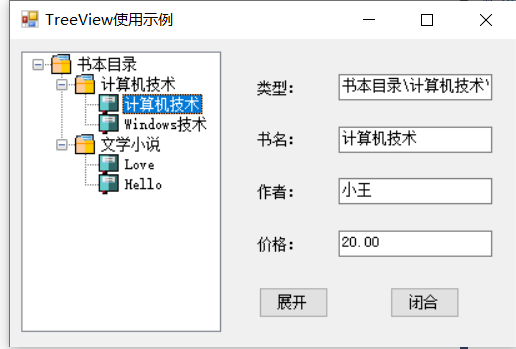 TreeView使用示例
书本目录
计算机技术
计算机技术
Windows技术
文学小说
Love
Hello
类型： 书本目录\计算机技术\
书名： 计算机技术
作者： 小王
价格： 20.00
展开 闭合